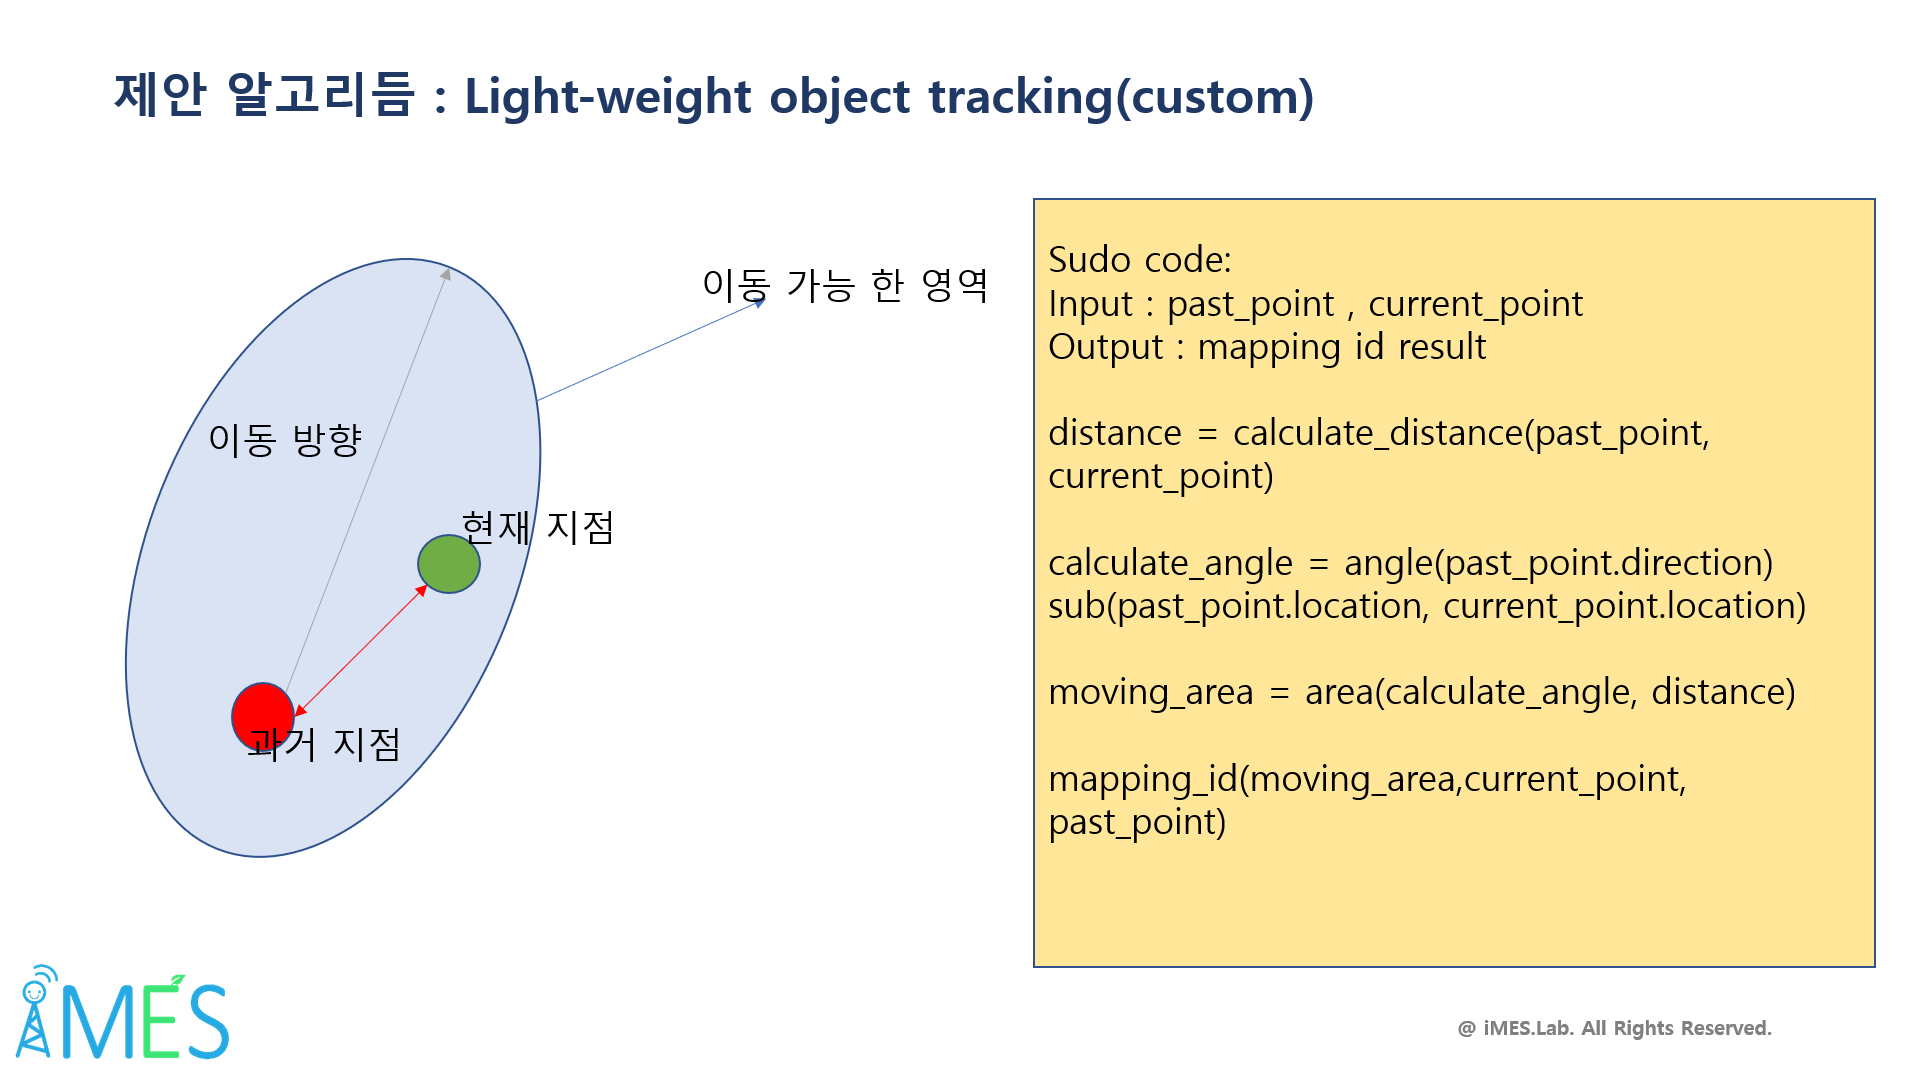 제안 알고리듬 : Light-weight object tracking(custom)
이동 가능 한 영역
이동 방향
현재 지점
과거 지점
Sudo code:
Input : past_point , current_point
Output : mapping id result
distance = calculate_distance(past_point,
current_point)
calculate_angle = angle(past_point.direction)
sub(past_point.location, current_point.location)
moving_area = area(calculate_angle, distance)
mapping_id(moving_area,current_point,
past_point)
iMES
@ iMES.Lab. All Rights Reserved.